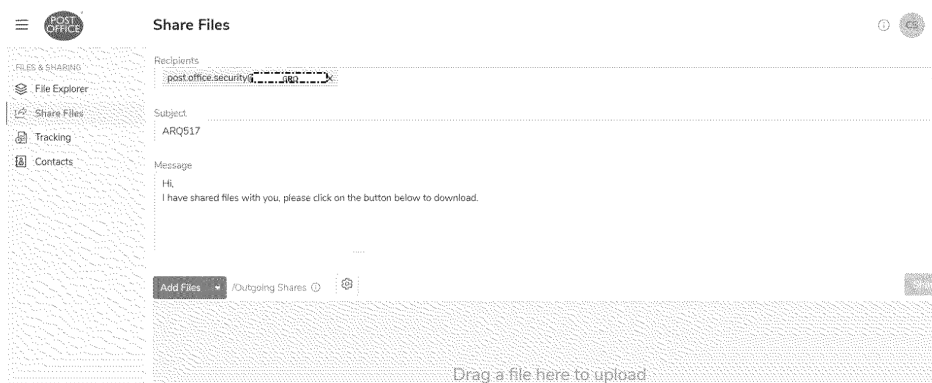 POST
OFFICE
Share Files
CS
FILES & SHARING
File Explorer
Share Files
Tracking
Contacts
Recipients
post.office.security@ GRO x
Subject
ARQ517
Message
Hi,
I have shared files with you, please click on the button below to download.
Add Files
/Outgoing Shares
Drag a file here to upload